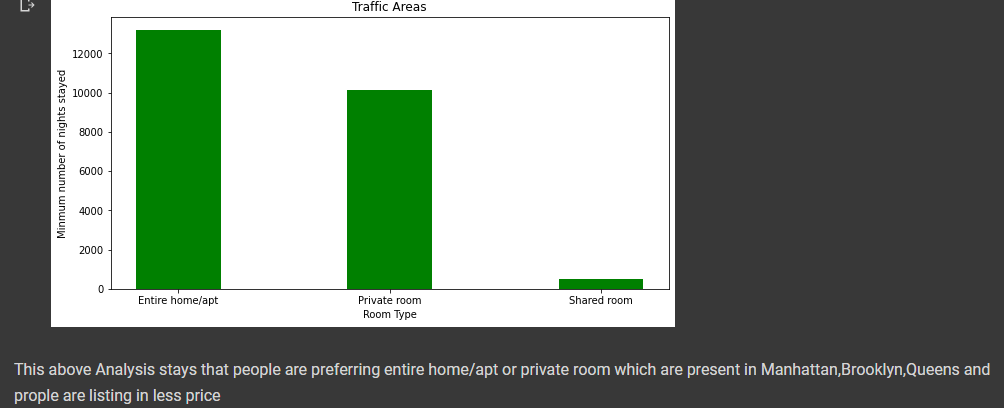 Traffic Areas
12000
10000
8000
6000
4000
2000
0
Minmum number of nights stayed
Entire home/apt Private room Shared room
Room Type
This above Analysis stays that people are preferring entire home/apt or private room which are present in Manhattan,Brooklyn,Queens and
prople are listing in less price